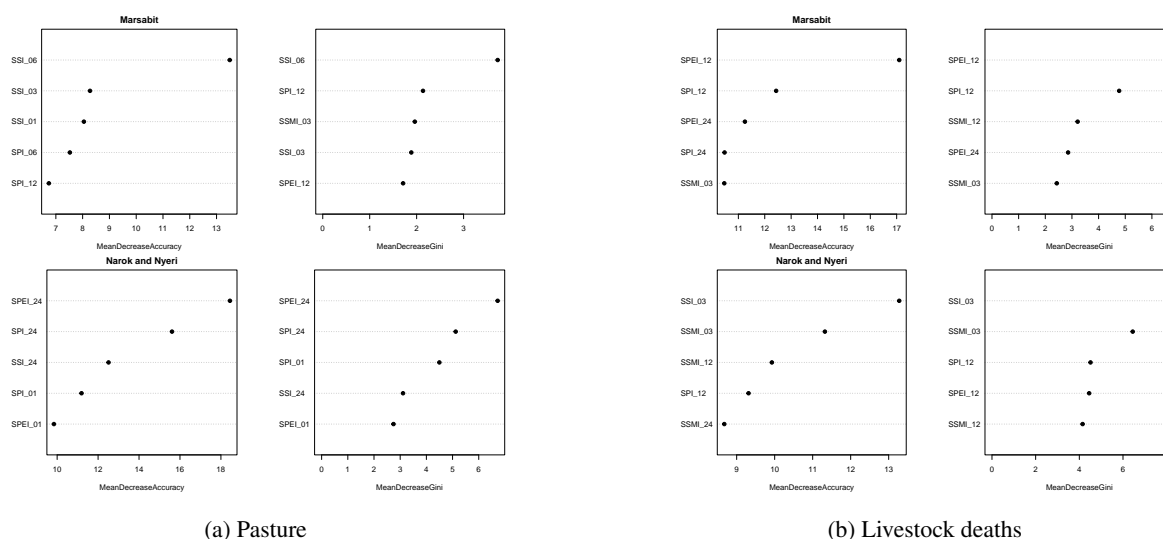 Marsabit
SSI_06
SSI_03
SSI_01
SPI_06
SPI_12
7 8 9 10 11 12 13
MeanDecreaseAccuracy
SSI_06
SPI_12
SSMI_03
SSI_03
SPEI_12
0 1 2 3
MeanDecreaseGini
Narok and Nyeri
SPEI_24
SPI_24
SSI_24
SPI_01
SPEI_01
10 12 14 16 18
MeanDecreaseAccuracy
SPEI_24
SPI_24
SPI_01
SSI_24
SPEI_01
0 1 2 3 4 5 6
MeanDecreaseGini
(a) Pasture
Marsabit
SPEI_12
SPI_12
SPEI_24
SPI_24
SSMI_03
11 12 13 14 15 16 17
MeanDecreaseAccuracy
SPEI_12
SPI_12
SSMI_12
SPEI_24
SSMI_03
0 1 2 3 4 5 6
MeanDecreaseGini
Narok and Nyeri
SSI_03
SSMI_03
SSMI_12
SPI_12
SSMI_24
9 10 11 12 13
MeanDecreaseAccuracy
SSI_03
SSMI_03
SPI_12
SPEI_12
SSMI_12
0 2 4 6
MeanDecreaseGini
(b) Livestock deaths